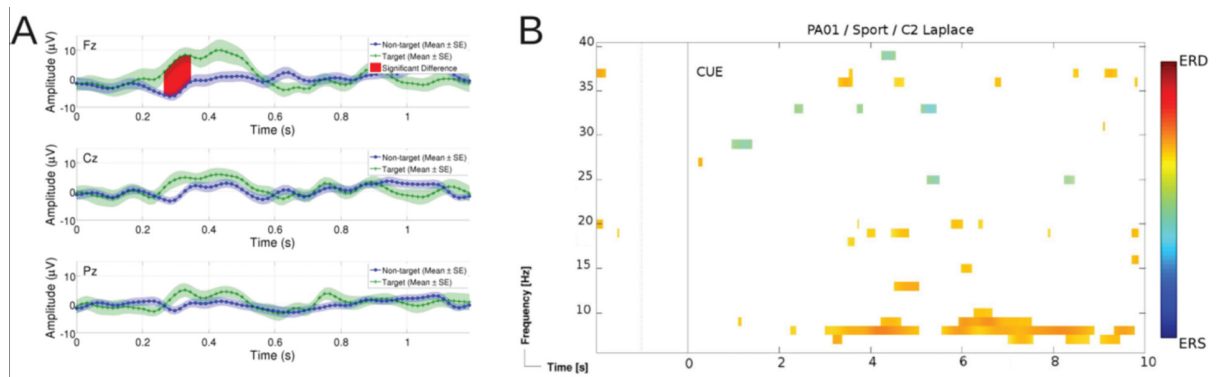 A
Fz
Amplitude (µV)
10
0
-10
Non-target (Mean ± SE)
Target (Mean ± SE)
Significant Difference
0 0.2 0.4 0.6 0.8 1
Time (s)
Cz
Amplitude (µV)
10
0
-10
Non-target (Mean ± SE)
Target (Mean ± SE)
0 0.2 0.4 0.6 0.8 1
Time (s)
Pz
Amplitude (µV)
10
0
-10
Non-target (Mean ± SE)
Target (Mean ± SE)
0 0.2 0.4 0.6 0.8 1
Time (s)
B
PA01 / Sport / C2 Laplace
CUE
40
35
30
25
20
15
10
Frequency [Hz]
Time [s]
0 2 4 6 8 10
ERD
ERS